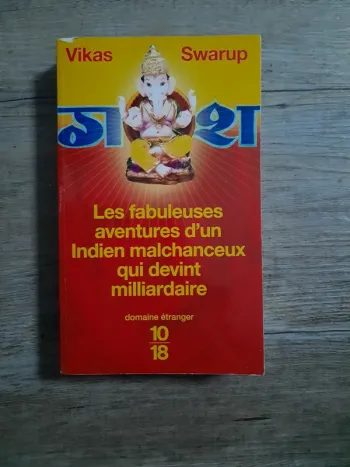 Vikas Swarup
Les fabuleuses
aventures d'un
Indien malchanceux
qui devint
milliardaire
domaine étranger
10
18